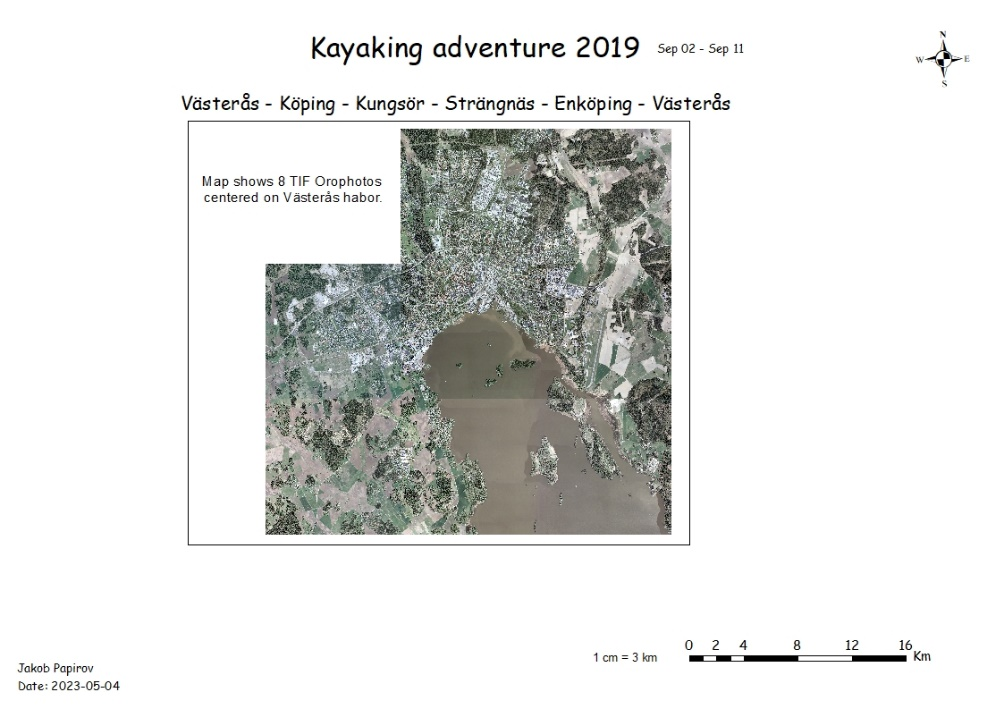 Kayaking adventure 2019 Sep 02 - Sep 11
N
W E
S
Västerås - Köping - Kungsör - Strängnäs - Enköping - Västerås
Map shows 8 TIF Orophotos
centered on Västerås habor.
0 2 4 8 12 16
1 cm = 3 km Km
Jakob Papirov
Date: 2023-05-04